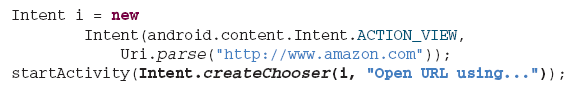 Intent i = new
Intent(android.content.Intent.ACTION_VIEW,
Uri.parse("http://www.amazon.com"));
startActivity(Intent.createChooser(i, "Open URL using..."));